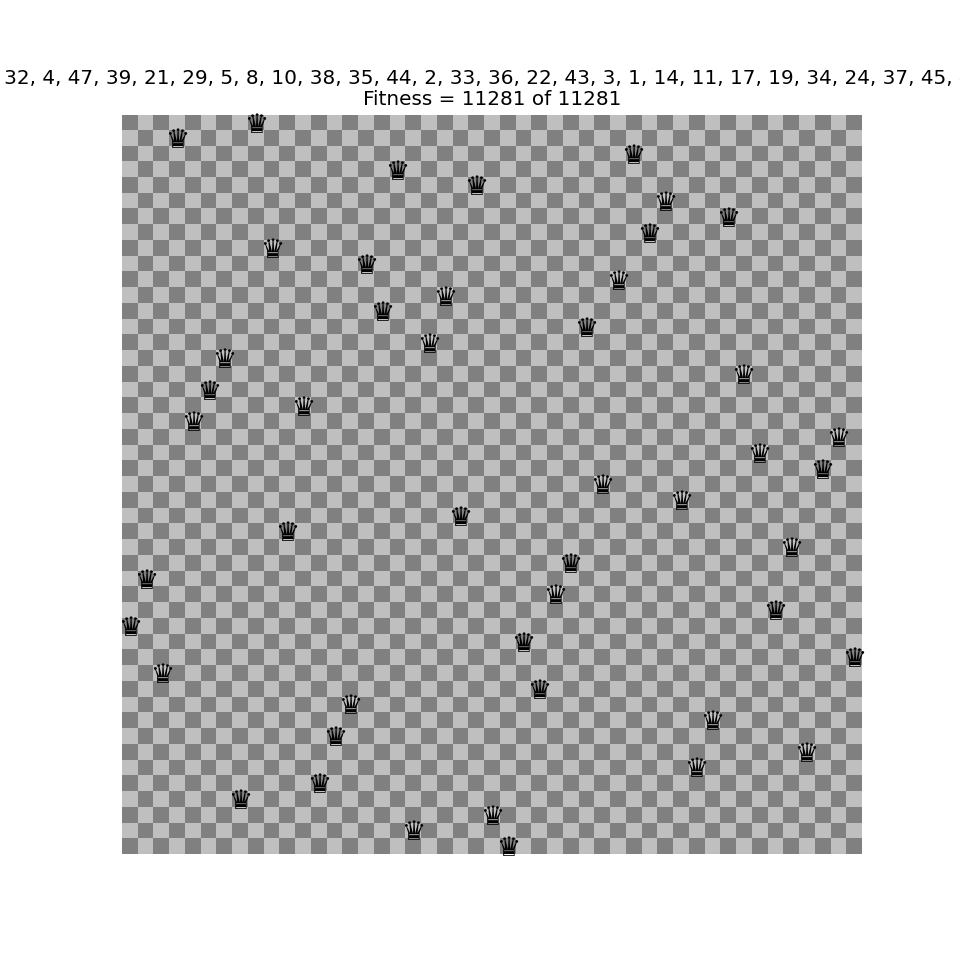 32, 4, 47, 39, 21, 29, 5, 8, 10, 38, 35, 44, 2, 33, 36, 22, 43, 3, 1, 14, 11, 17, 19, 34, 24, 37, 45,
Fitness = 11281 of 11281